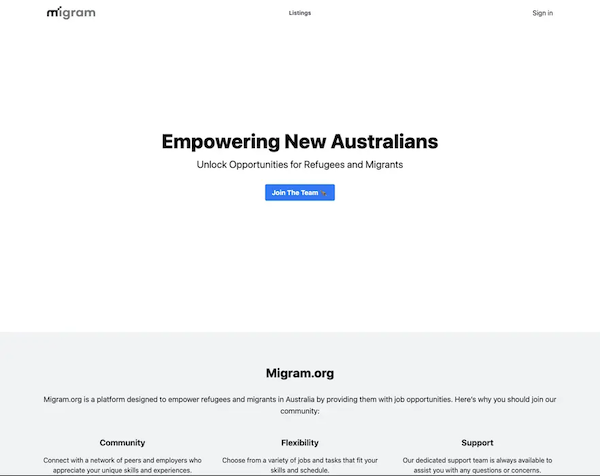 migram
Listings
Sign in
Empowering New Australians
Unlock Opportunities for Refugees and Migrants
Join The Team
Migram.org
Migram.org is a platform designed to empower refugees and migrants in Australia by providing them with job opportunities. Here's why you should join our
community:
Community
Flexibility
Support
Connect with a network of peers and employers who
appreciate your unique skills and experiences.
Choose from a variety of jobs and tasks that fit your
skills and schedule.
Our dedicated support team is always available to
assist you with any questions or concerns.